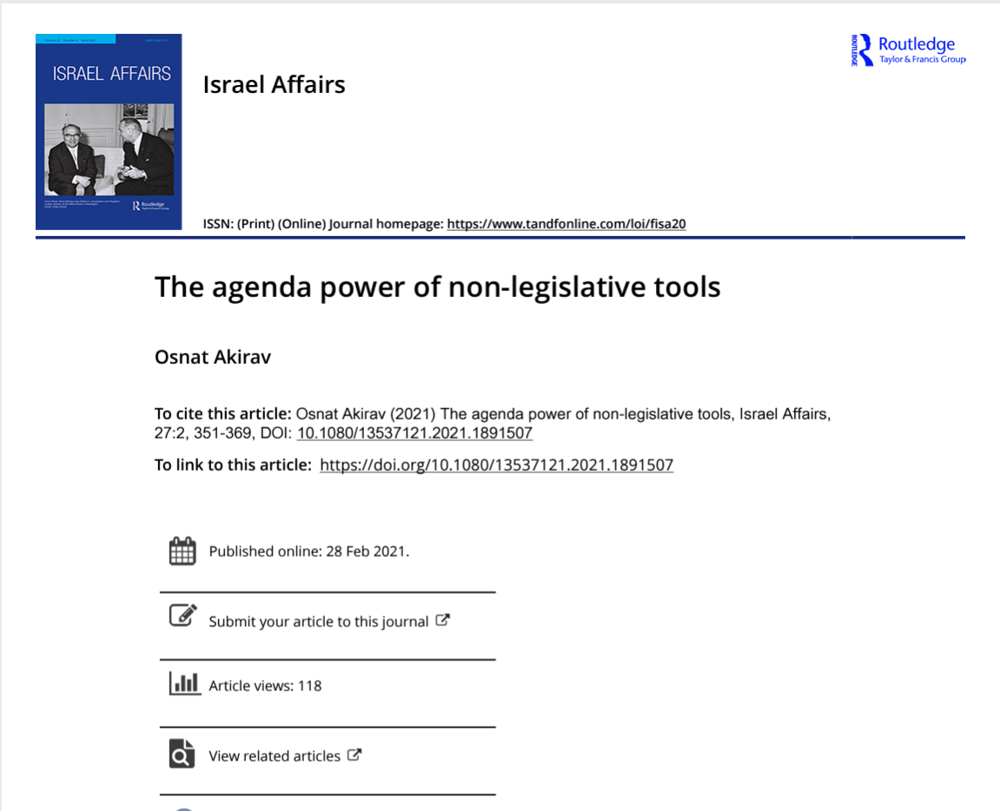 ISRAEL AFFAIRS
Routledge
Taylor & Francis Group
ROUTLEDGE
Routledge
Taylor & Francis Group
Israel Affairs
ISSN: (Print) (Online) Journal homepage: https://www.tandfonline.com/loi/fisa20
The agenda power of non-legislative tools
Osnat Akirav
To cite this article: Osnat Akirav (2021) The agenda power of non-legislative tools, Israel Affairs,
27:2, 351-369, DOI: 10.1080/13537121.2021.1891507
To link to this article: https://doi.org/10.1080/13537121.2021.1891507
Published online: 28 Feb 2021.
Submit your article to this journal
Article views: 118
View related articles